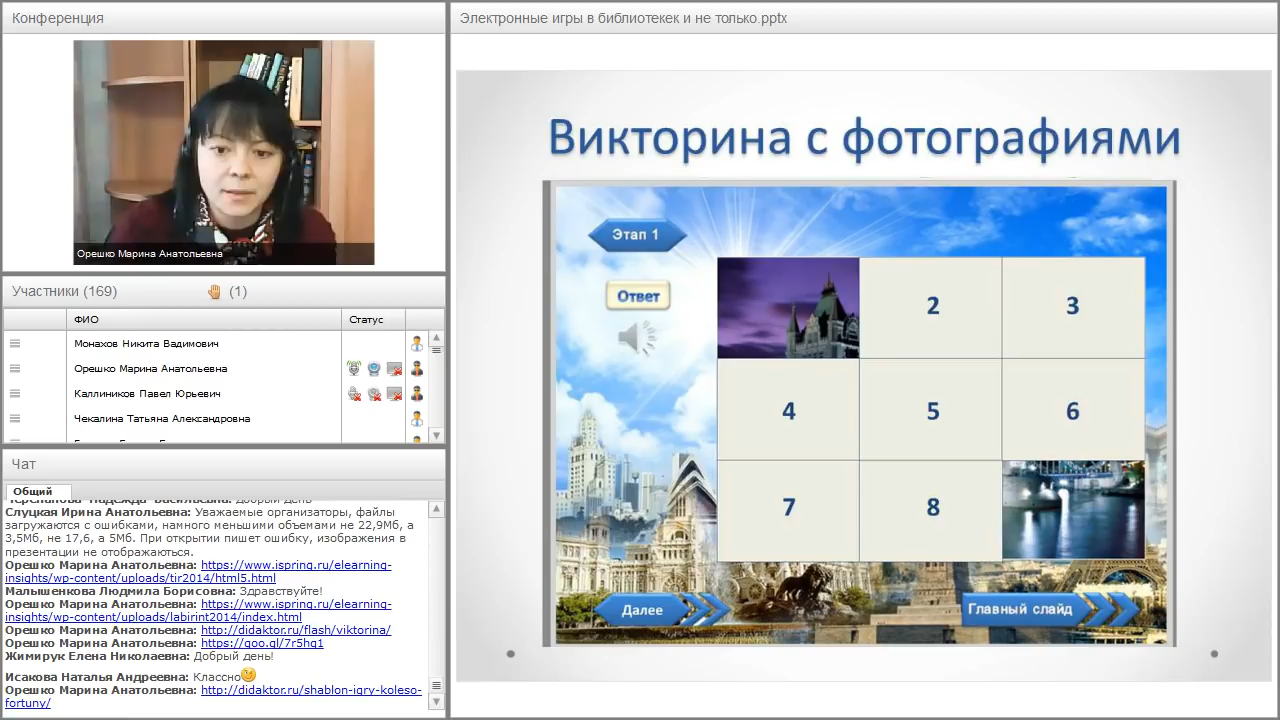 Конференция
Орешко Марина Анатольевна
Участники (169)
(1)
ФИО
Статус
Монахов Никита Вадимович
Орешко Марина Анатольевна
Каллиников Павел Юрьевич
Чекалина Татьяна Александровна
Чат
Общий
Слуцкая Ирина Анатольевна: Уважаемые организаторы, файлы
загружаются с ошибками, намного меньшими объемами не 22,9Мб, а
3,5Мб, не 17,6, а 5Мб. При открытии пишет ошибку, изображения в
презентации не отображаются.
Орешко Марина Анатольевна: https://www.ispring.ru/elearning-
insights/wp-content/uploads/tir2014/html5.html
Малышенкова Людмила Борисовна: Здравствуйте!
Орешко Марина Анатольевна: https://www.ispring.ru/elearning-
insights/wp-content/uploads/labirint2014/index.html
Орешко Марина Анатольевна: http://didaktor.ru/flash/viktorina/
Орешко Марина Анатольевна: https://goo.gl/7r5hq1
Жимирук Елена Николаевна: Добрый день!
Исакова Наталья Андреевна: Классно
Орешко Марина Анатольевна: http://didaktor.ru/shablon-igry-koleso-
fortuny/
Электронные игры в библиотекек и не только.pptx
Викторина с фотографиями
Этап 1
Ответ
2
3
4
5
6
7
8
Далее
Главный слайд